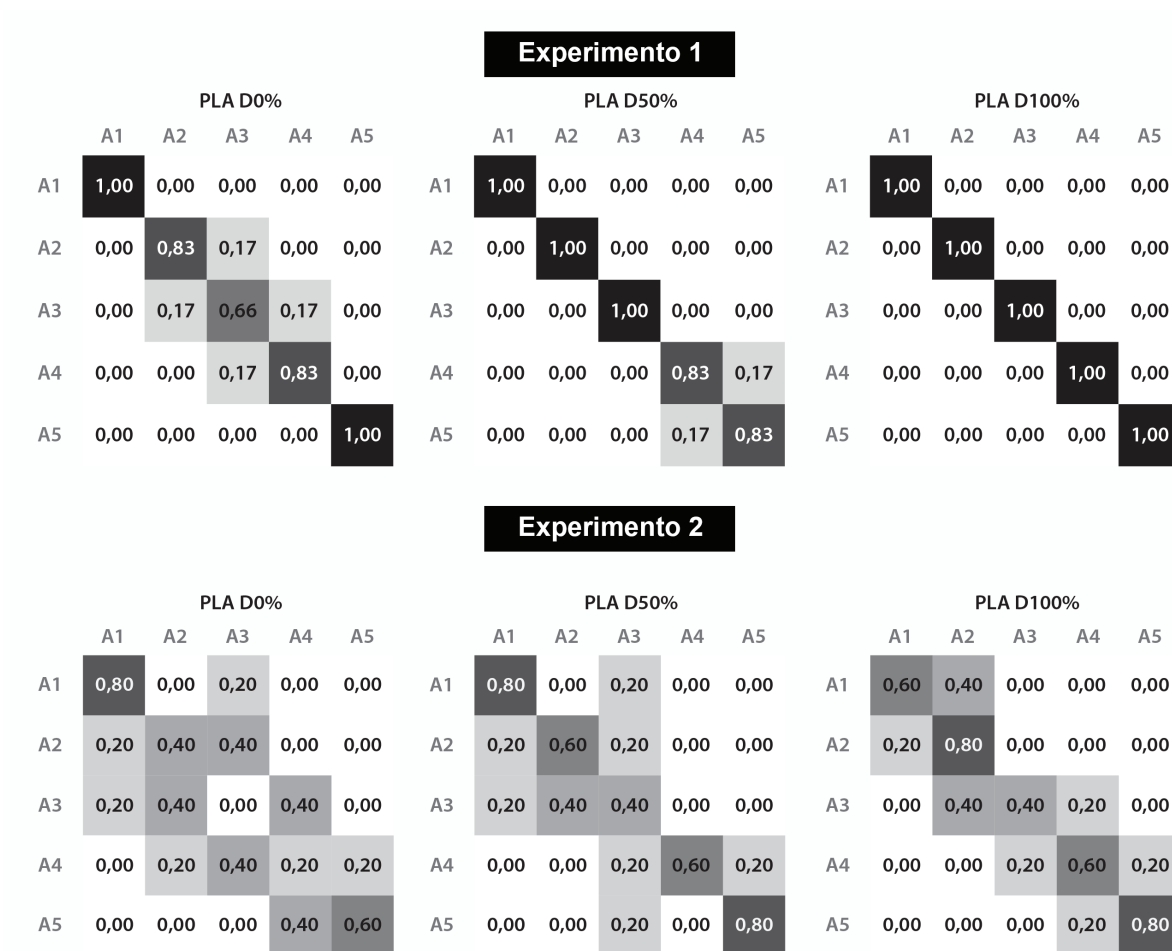 Experimento 1
PLA D0% PLA D50% PLA D100%
A1 A2 A3 A4 A5 A1 A2 A3 A4 A5 A1 A2 A3 A4 A5
A1 1,00 0,00 0,00 0,00 0,00 A1 1,00 0,00 0,00 0,00 0,00 A1 1,00 0,00 0,00 0,00 0,00
A2 0,00 0,83 0,17 0,00 0,00 A2 0,00 1,00 0,00 0,00 0,00 A2 0,00 1,00 0,00 0,00 0,00
A3 0,00 0,17 0,66 0,17 0,00 A3 0,00 0,00 1,00 0,00 0,00 A3 0,00 0,00 1,00 0,00 0,00
A4 0,00 0,00 0,17 0,83 0,00 A4 0,00 0,00 0,00 0,83 0,17 A4 0,00 0,00 0,00 1,00 0,00
A5 0,00 0,00 0,00 0,00 1,00 A5 0,00 0,00 0,00 0,17 0,83 A5 0,00 0,00 0,00 0,00 1,00
Experimento 2
PLA D0% PLA D50% PLA D100%
A1 A2 A3 A4 A5 A1 A2 A3 A4 A5 A1 A2 A3 A4 A5
A1 0,80 0,00 0,20 0,00 0,00 A1 0,80 0,00 0,20 0,00 0,00 A1 0,60 0,40 0,00 0,00 0,00
A2 0,20 0,40 0,40 0,00 0,00 A2 0,20 0,60 0,20 0,00 0,00 A2 0,20 0,80 0,00 0,00 0,00
A3 0,20 0,40 0,00 0,40 0,00 A3 0,20 0,40 0,40 0,00 0,00 A3 0,00 0,40 0,40 0,20 0,00
A4 0,00 0,20 0,40 0,20 0,20 A4 0,00 0,00 0,20 0,60 0,20 A4 0,00 0,00 0,20 0,60 0,20
A5 0,00 0,00 0,00 0,40 0,60 A5 0,00 0,00 0,20 0,00 0,80 A5 0,00 0,00 0,00 0,20 0,80